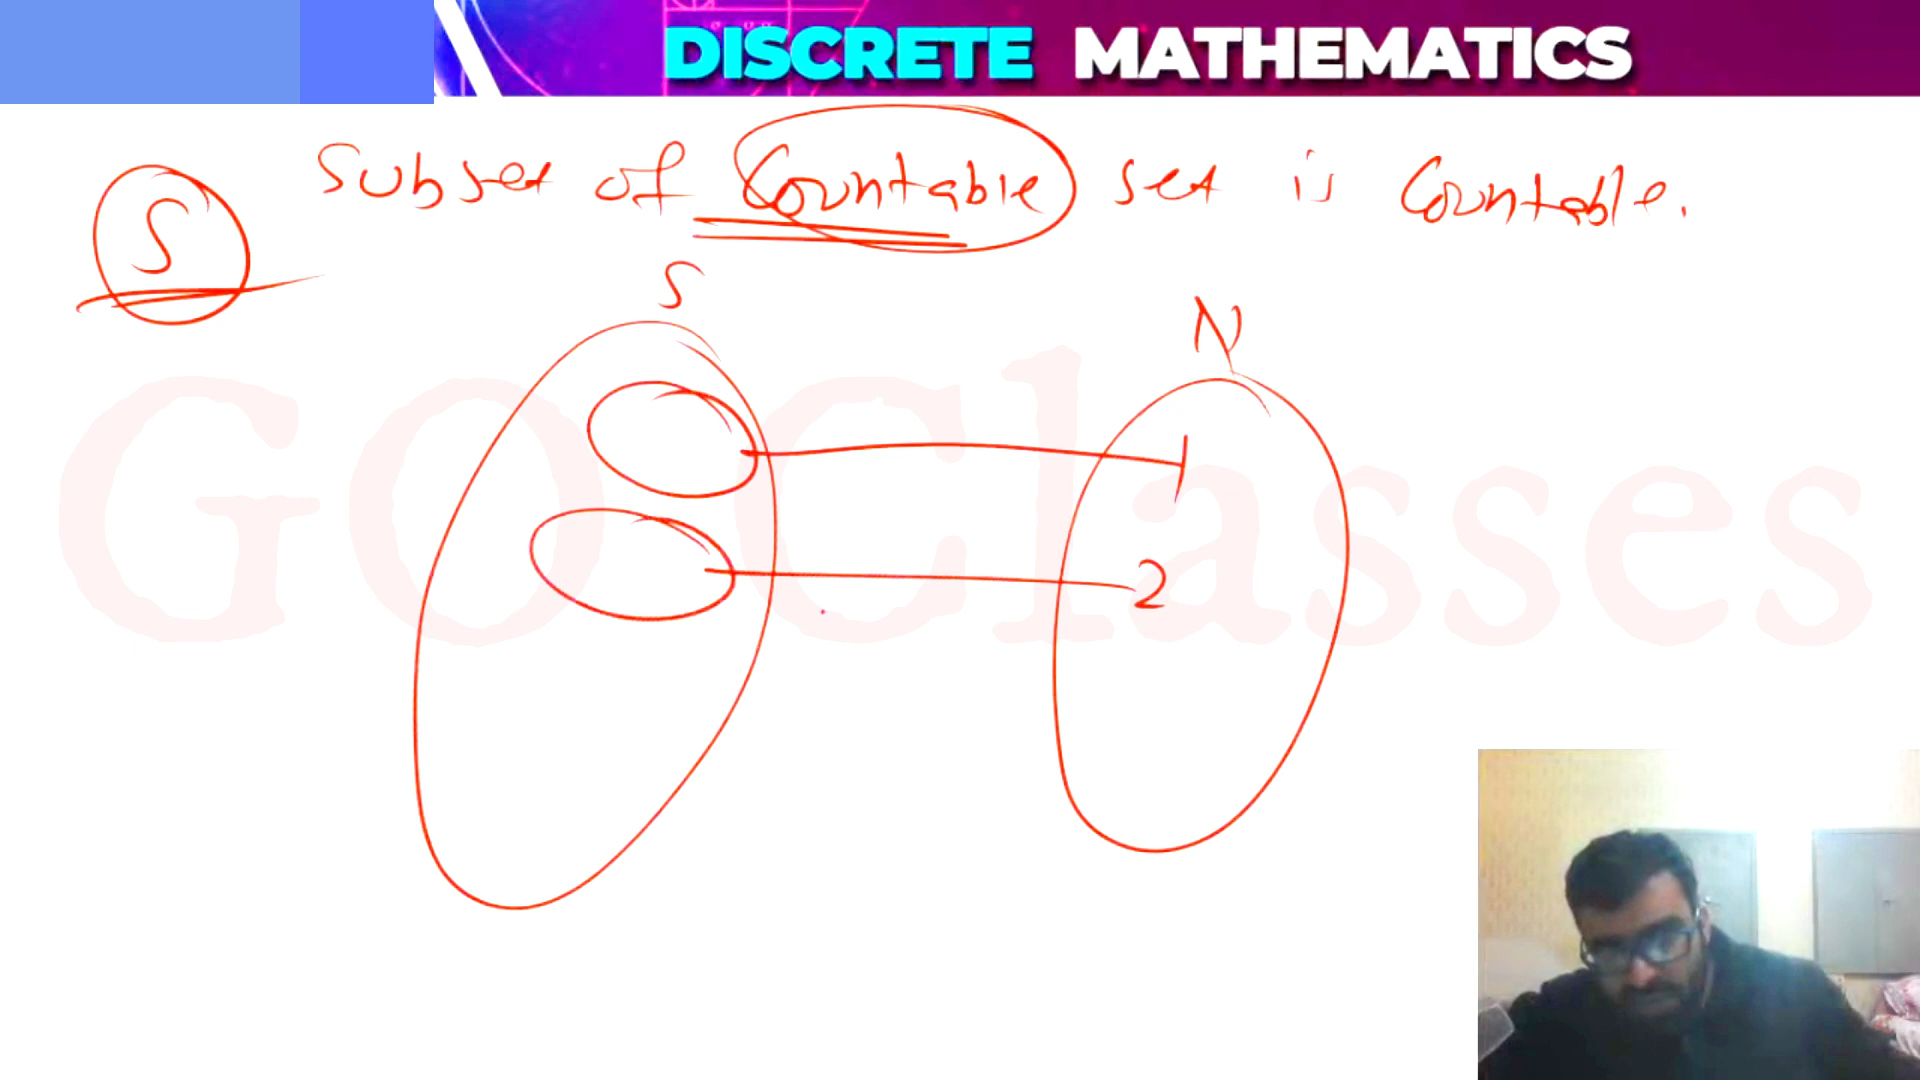 DISCRETE MATHEMATICS
Subset of Countable set is Countable.
S
S
N
1
2
GO Classes